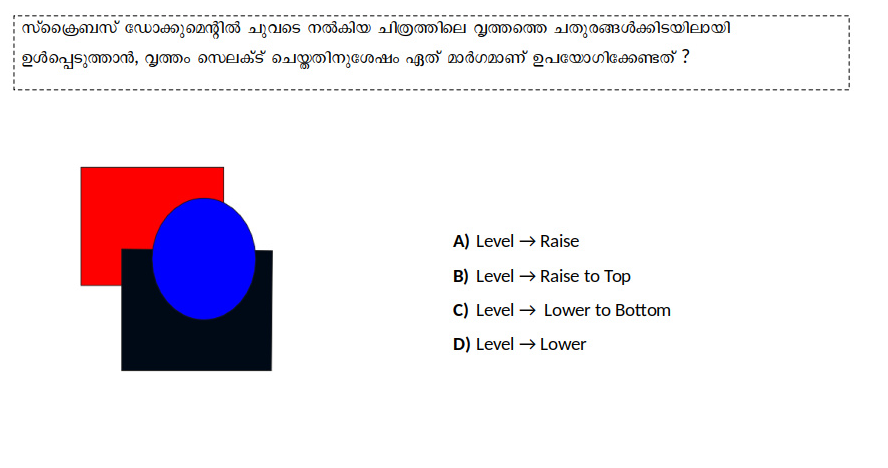 സ്ക്രൈബസ് ഡോക്കുമെന്റിൽ ചുവടെ നൽകിയ ചിത്രത്തിലെ വൃത്തത്തെ ചതുരങ്ങൾക്കിടയിലായി
ഉൾപ്പെടുത്താൻ, വൃത്തം സെലക്ട് ചെയ്തതിനുശേഷം ഏത് മാർഗമാണ് ഉപയോഗിക്കേണ്ടത് ?
A) Level → Raise
B) Level → Raise to Top
C) Level → Lower to Bottom
D) Level → Lower